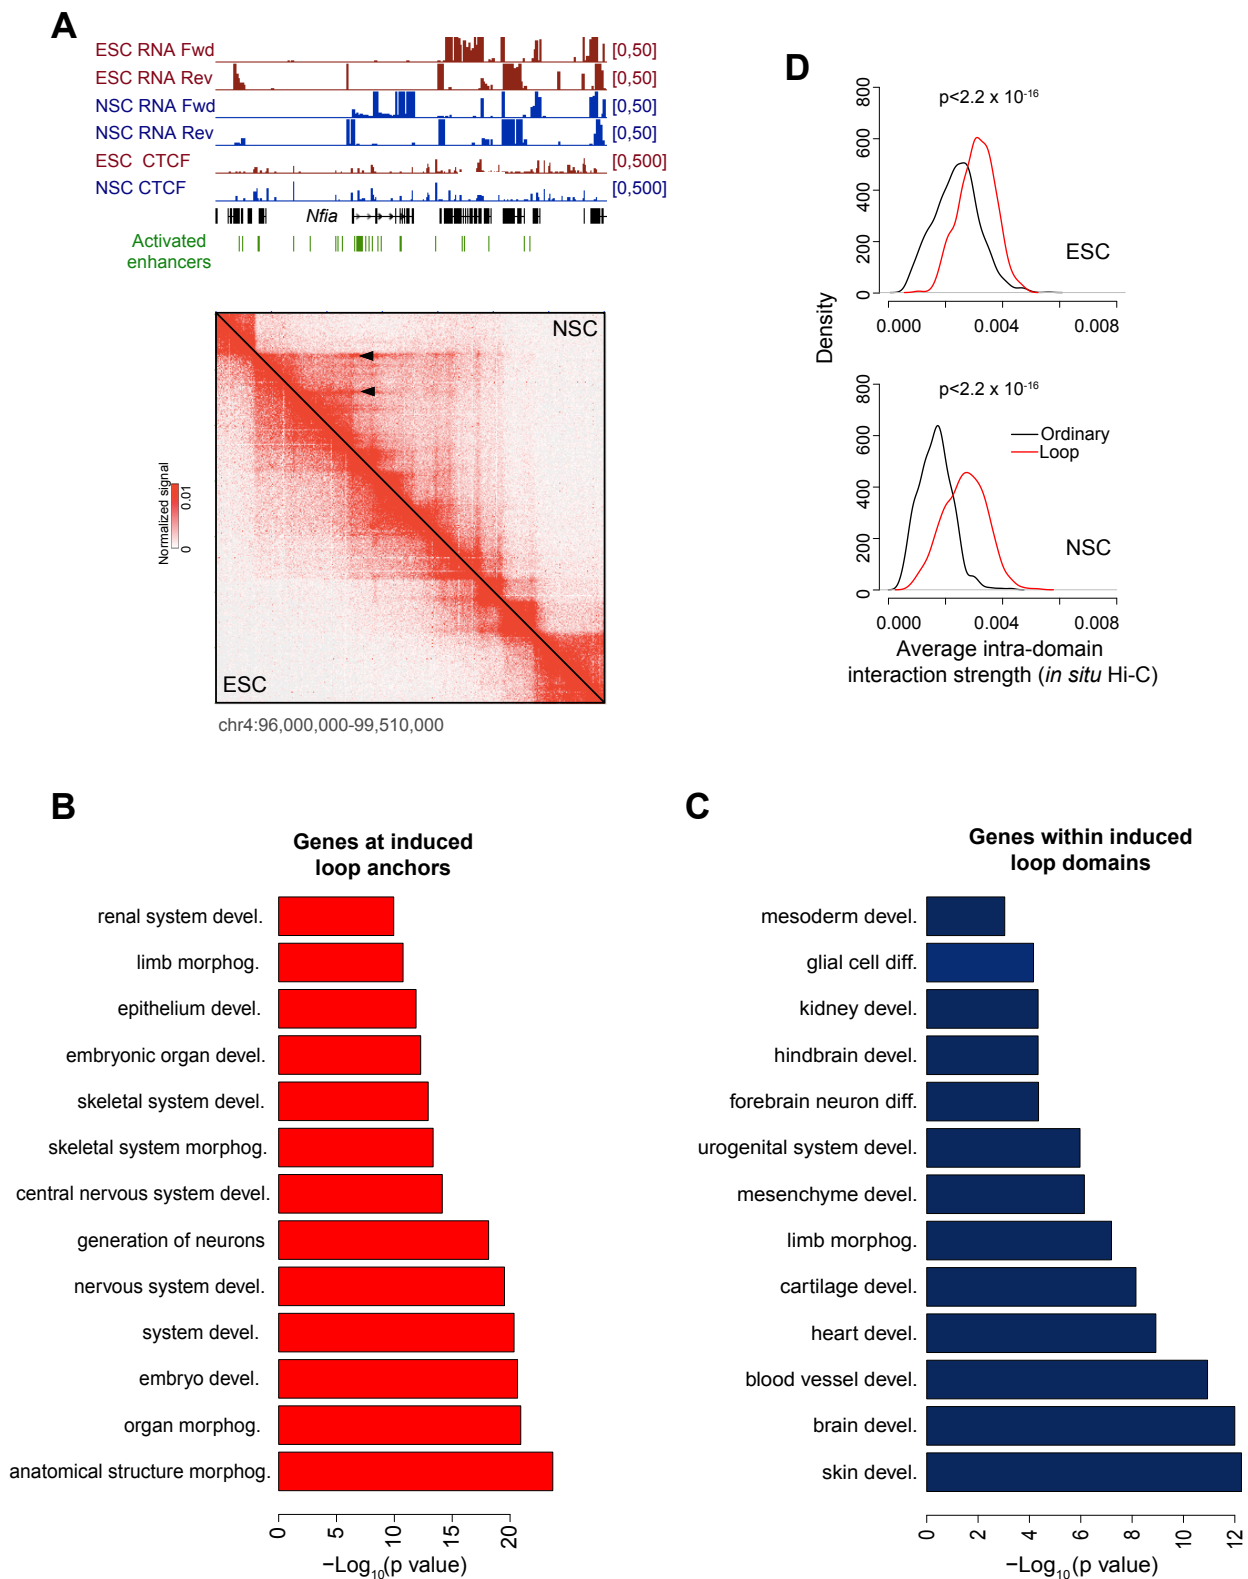 A
ESC RNA Fwd [0,50]
ESC RNA Rev [0,50]
NSC RNA Fwd [0,50]
NSC RNA Rev [0,50]
ESC CTCF [0,500]
NSC CTCF [0,500]
Nfia
Activated
enhancers
NSC
Normalized signal
0 0.01
ESC
chr4:96,000,000-99,510,000
D
p<2.2 x 10-16
800
600
400
200
0
ESC
0.000 0.004 0.008
Density
p<2.2 x 10-16
800
600
400
200
0
Ordinary
Loop
NSC
0.000 0.004 0.008
Average intra-domain
interaction strength (in situ Hi-C)
B
Genes at induced
loop anchors
renal system devel.
limb morphog.
epithelium devel.
embryonic organ devel.
skeletal system devel.
skeletal system morphog.
central nervous system devel.
generation of neurons
nervous system devel.
system devel.
embryo devel.
organ morphog.
anatomical structure morphog.
0 5 10 15 20
−Log10(p value)
C
Genes within induced
loop domains
mesoderm devel.
glial cell diff.
kidney devel.
hindbrain devel.
forebrain neuron diff.
urogenital system devel.
mesenchyme devel.
limb morphog.
cartilage devel.
heart devel.
blood vessel devel.
brain devel.
skin devel.
0 2 4 6 8 10 12
−Log10(p value)